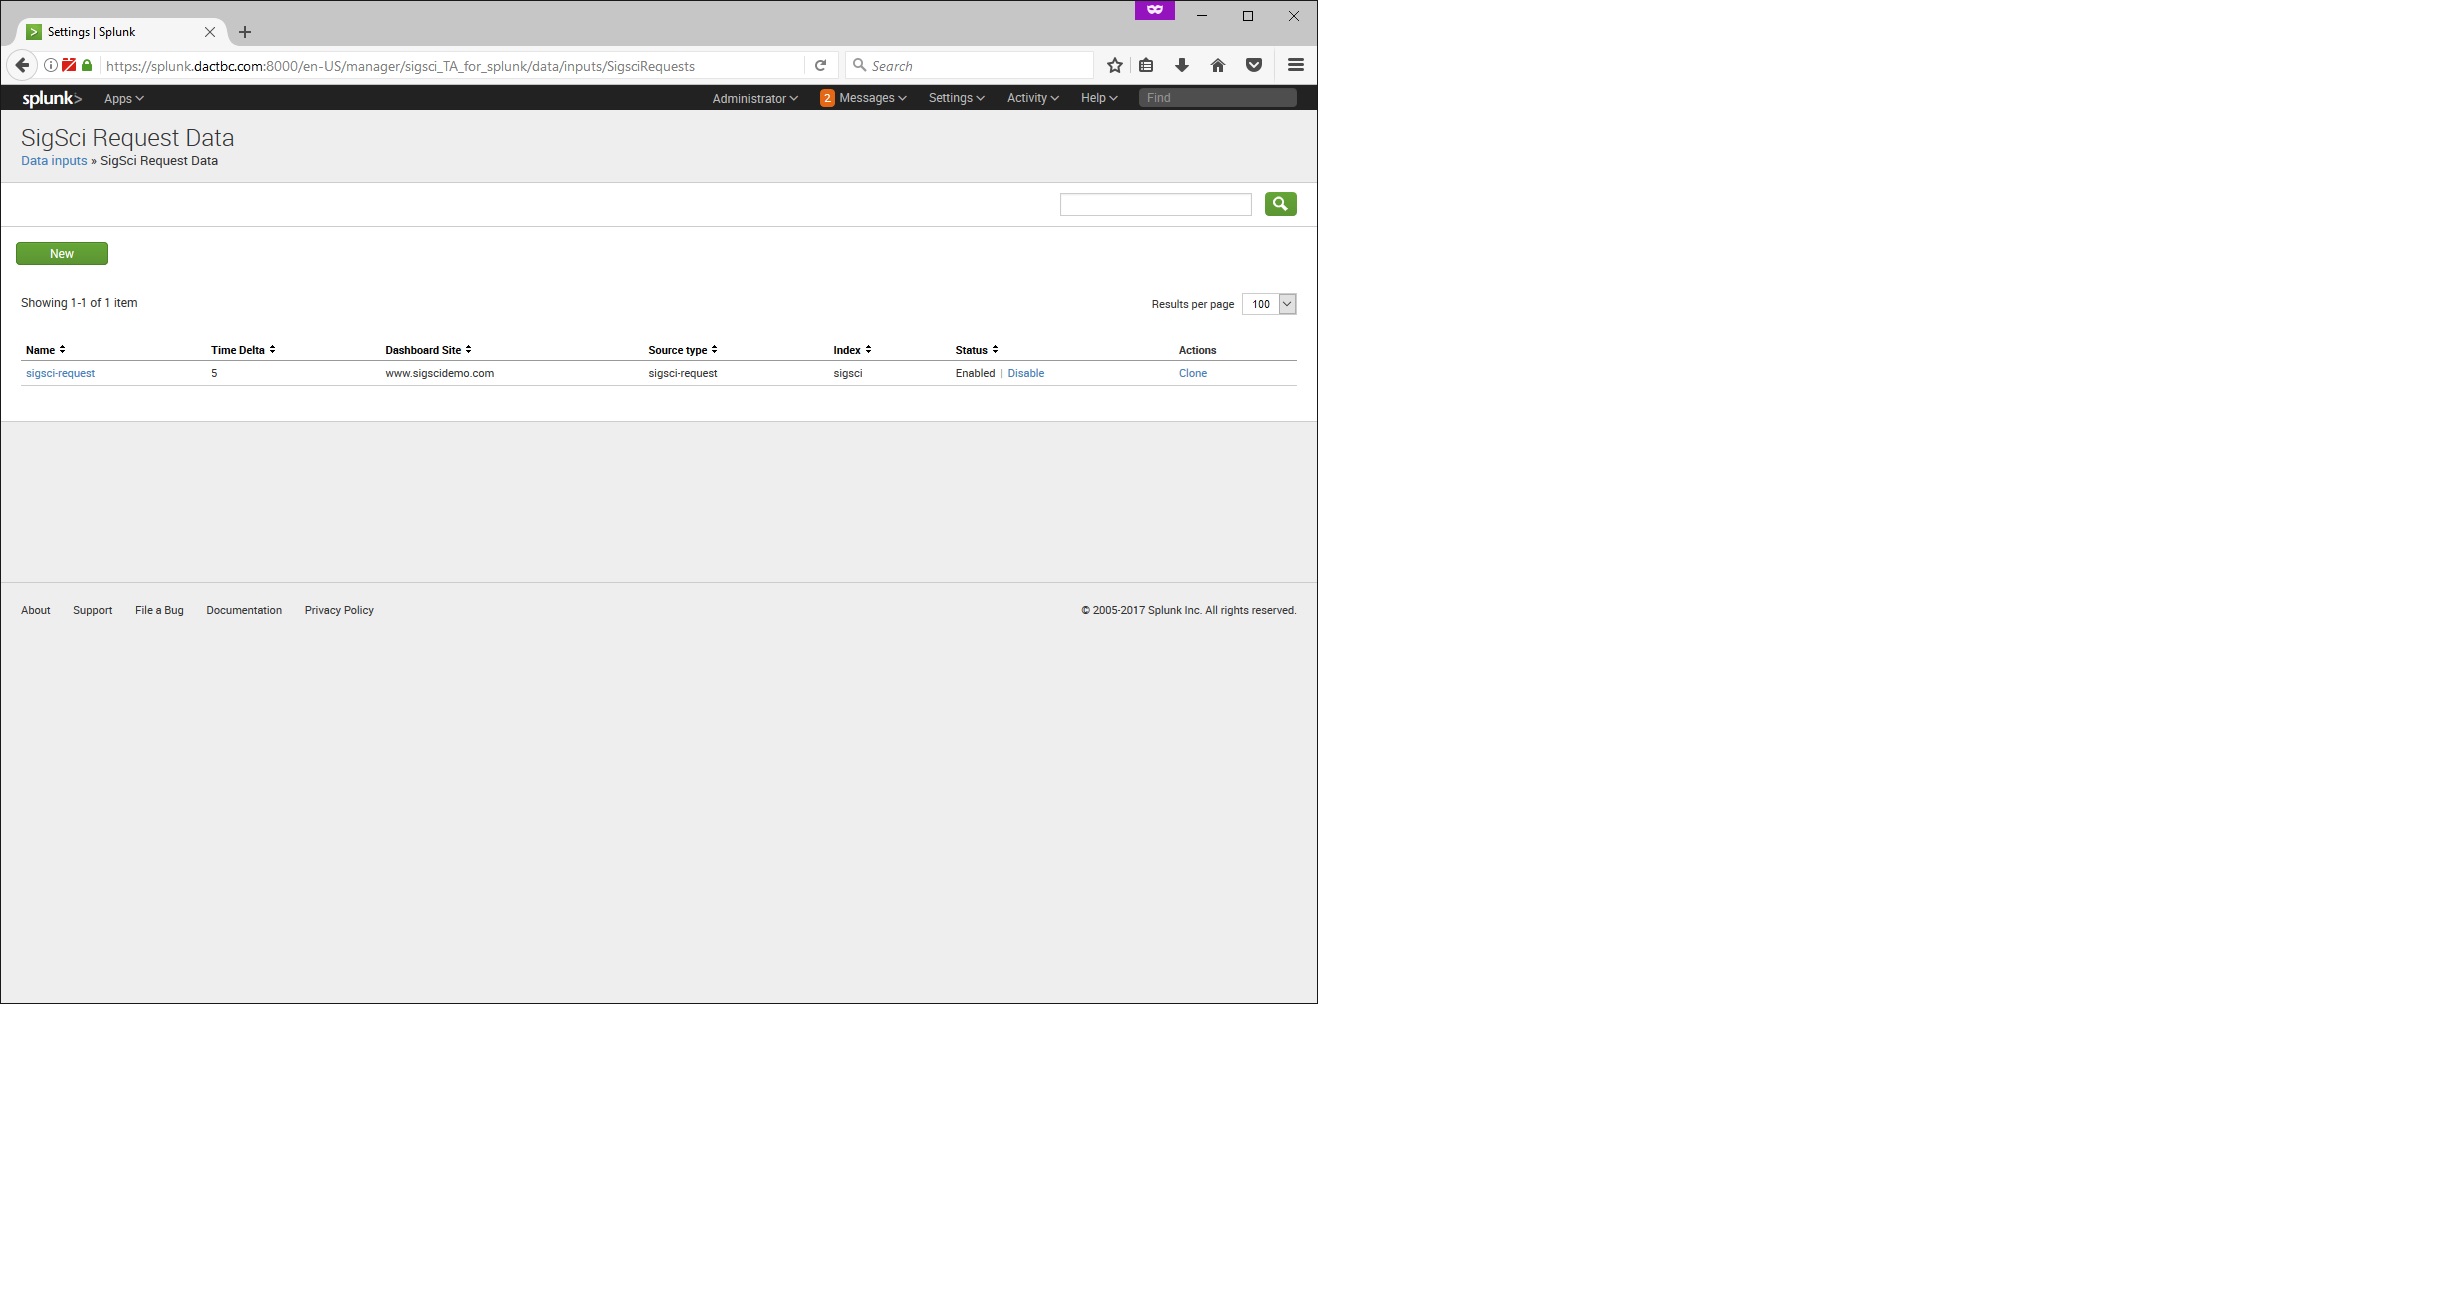 Settings | Splunk
https://splunk.dactbc.com:8000/en-US/manager/sigsci_TA_for_splunk/data/inputs/SigsciRequests
Search
splunk> Apps Administrator 2 Messages Settings Activity Help Find
SigSci Request Data
Data inputs » SigSci Request Data
New
Showing 1-1 of 1 item
Results per page 100
Name Time Delta Dashboard Site Source type Index Status Actions
sigsci-request 5 www.sigscidemo.com sigsci-request sigsci Enabled | Disable Clone
About Support File a Bug Documentation Privacy Policy © 2005-2017 Splunk Inc. All rights reserved.